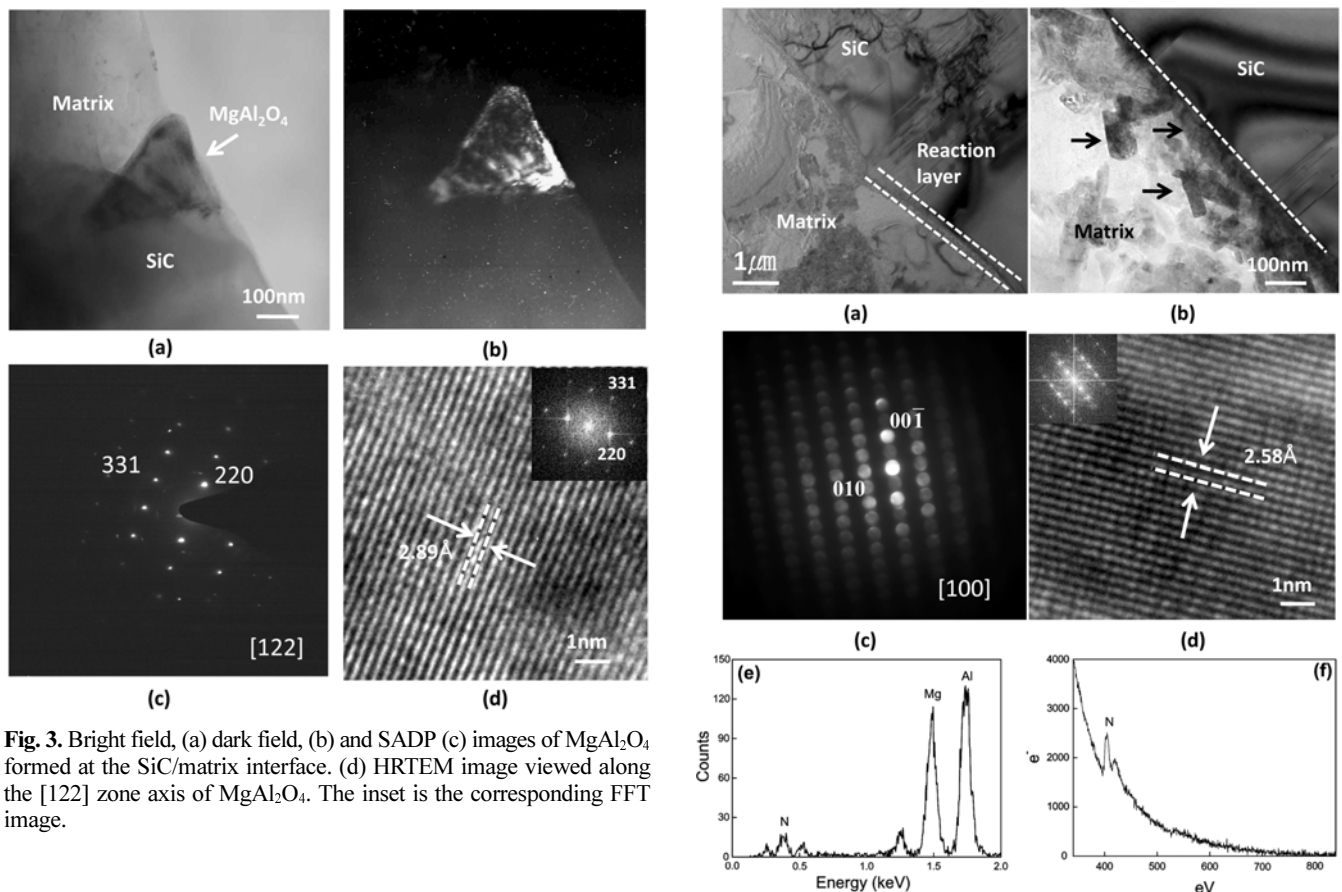 Matrix
MgAl₂O₄
SiC
100nm
(a)
(b)
331
220
[122]
(c)
331
220
2.89Å
1nm
(d)
Fig. 3. Bright field, (a) dark field, (b) and SADP (c) images of MgAl₂O₄
formed at the SiC/matrix interface. (d) HRTEM image viewed along
the [122] zone axis of MgAl₂O₄. The inset is the corresponding FFT
image.
SiC
Reaction
layer
Matrix
1㎛
(a)
SiC
Matrix
100nm
(b)
001̄
010
[100]
(c)
2.58Å
1nm
(d)
(e)
150
120
90
60
30
0
Counts
N
Mg
Al
0.0 0.5 1.0 1.5 2.0
Energy (keV)
(f)
4000
3000
2000
1000
0
e⁻
N
400 500 600 700 800
eV